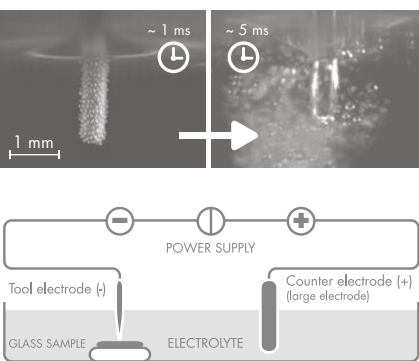 ~ 1 ms
~ 5 ms
1 mm
POWER SUPPLY
Tool electrode (-)
Counter electrode (+)
(large electrode)
GLASS SAMPLE
ELECTROLYTE